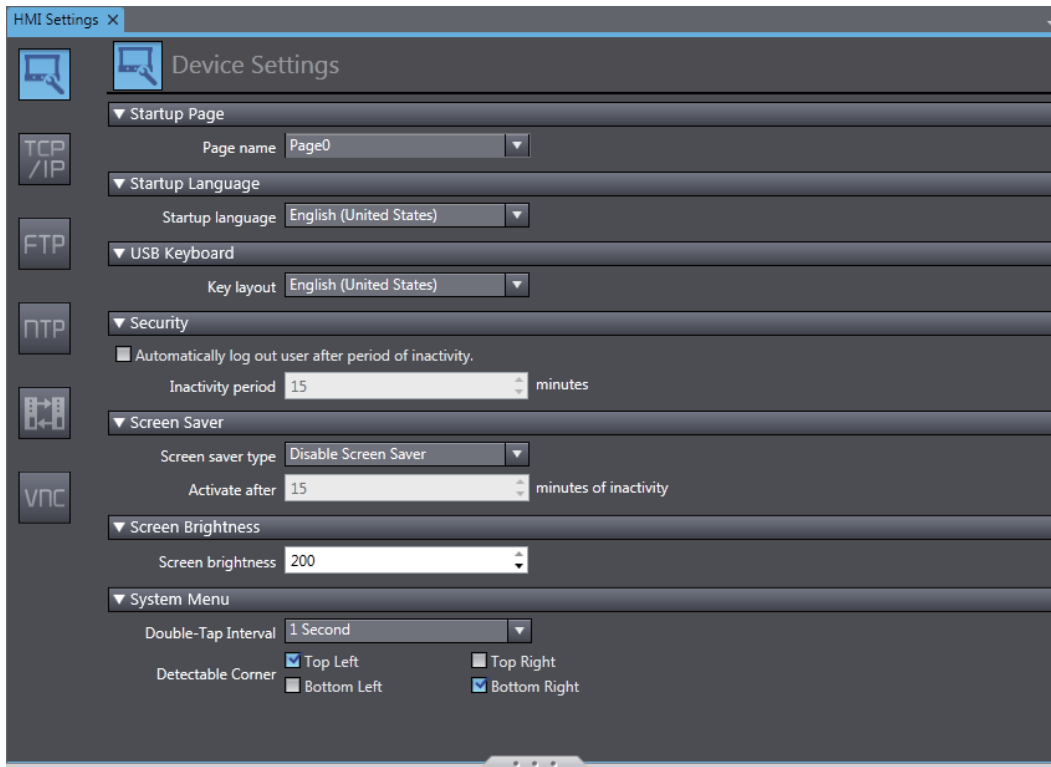 HMI Settings
Device Settings
Startup Page
TCP
/IP
Page name Page0
Startup Language
Startup language English (United States)
FTP
USB Keyboard
Key layout English (United States)
NTP
Security
Automatically log out user after period of inactivity.
Inactivity period 15 minutes
Screen Saver
Screen saver type Disable Screen Saver
VNC
Activate after 15 minutes of inactivity
Screen Brightness
Screen brightness 200
System Menu
Double-Tap Interval 1 Second
Detectable Corner
Top Left Top Right
Bottom Left Bottom Right